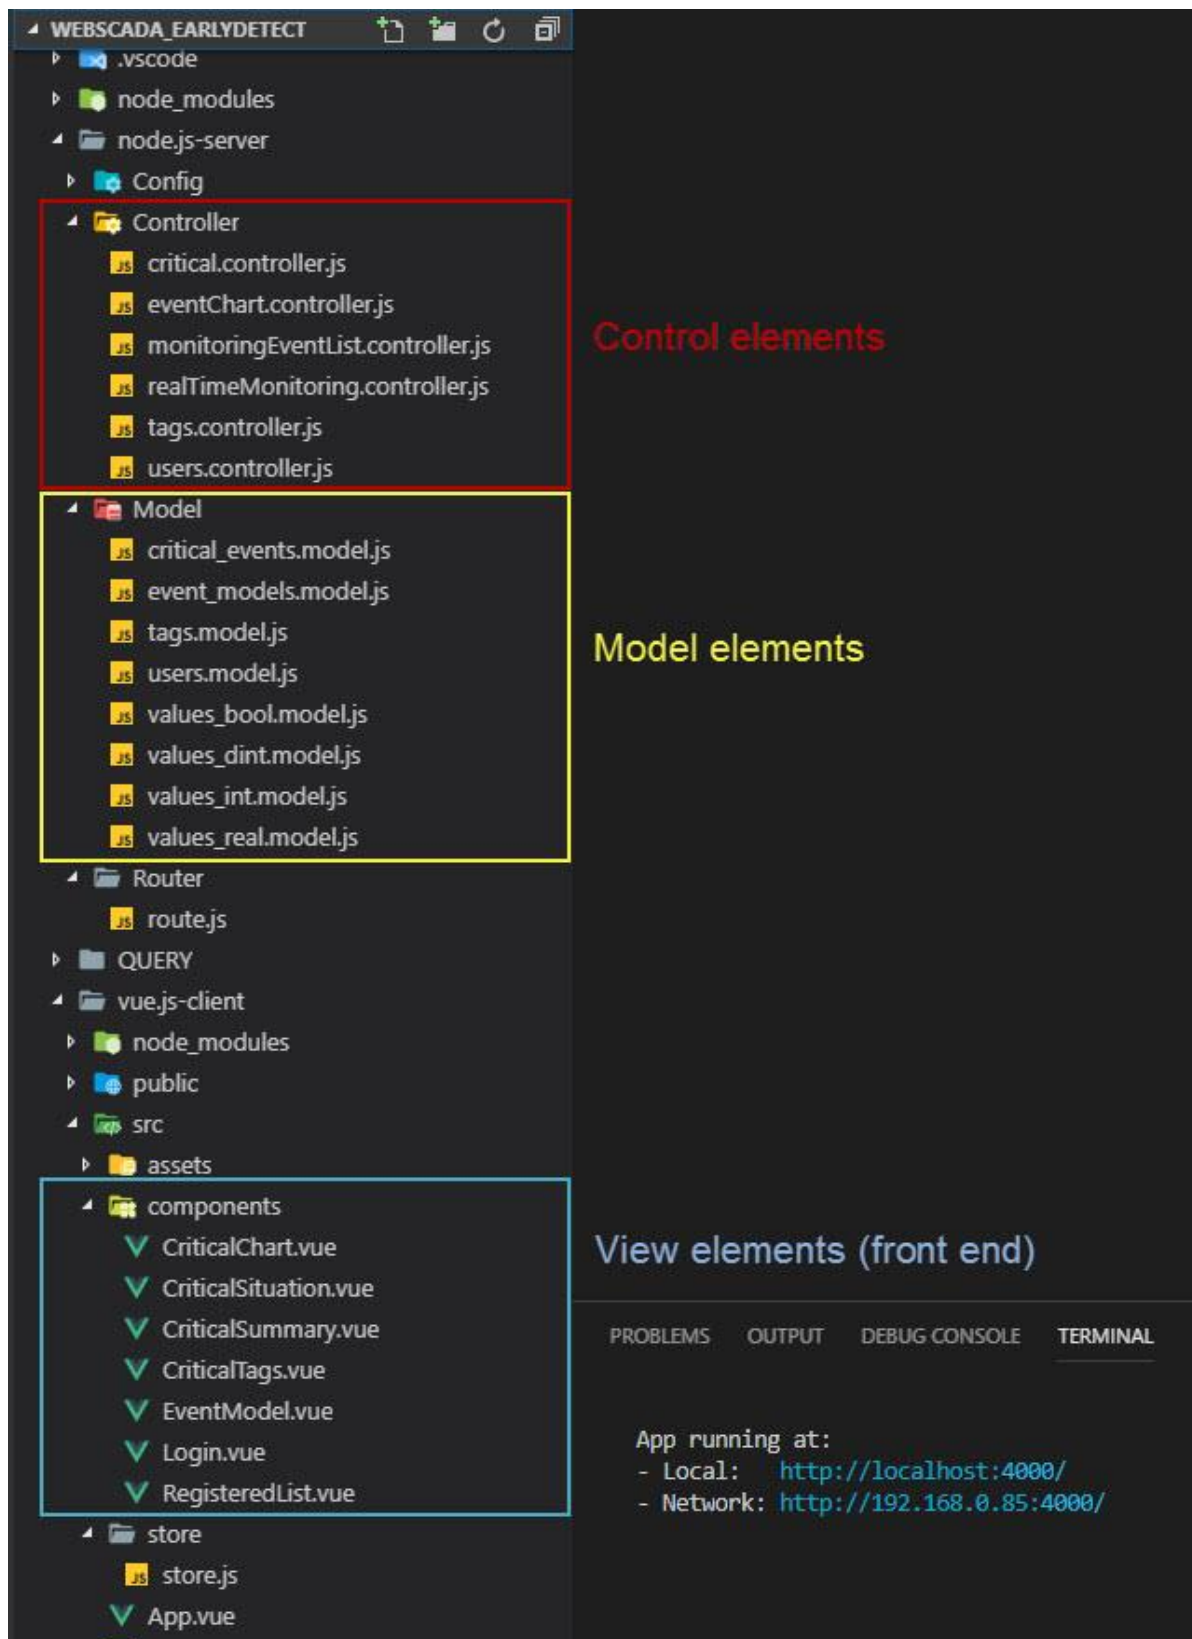 WEBSCADA_EARLYDETECT
.vscode
node_modules
node.js-server
Config
Controller
critical.controller.js
eventChart.controller.js
monitoringEventList.controller.js
realTimeMonitoring.controller.js
tags.controller.js
users.controller.js
Control elements
Model
critical_events.model.js
event_models.model.js
tags.model.js
users.model.js
values_bool.model.js
values_dint.model.js
values_int.model.js
values_real.model.js
Model elements
Router
route.js
QUERY
vue.js-client
node_modules
public
src
assets
components
CriticalChart.vue
CriticalSituation.vue
CriticalSummary.vue
CriticalTags.vue
EventModel.vue
Login.vue
RegisteredList.vue
View elements (front end)
store
store.js
App.vue
PROBLEMS OUTPUT DEBUG CONSOLE TERMINAL
App running at:
- Local: http://localhost:4000/
- Network: http://192.168.0.85:4000/